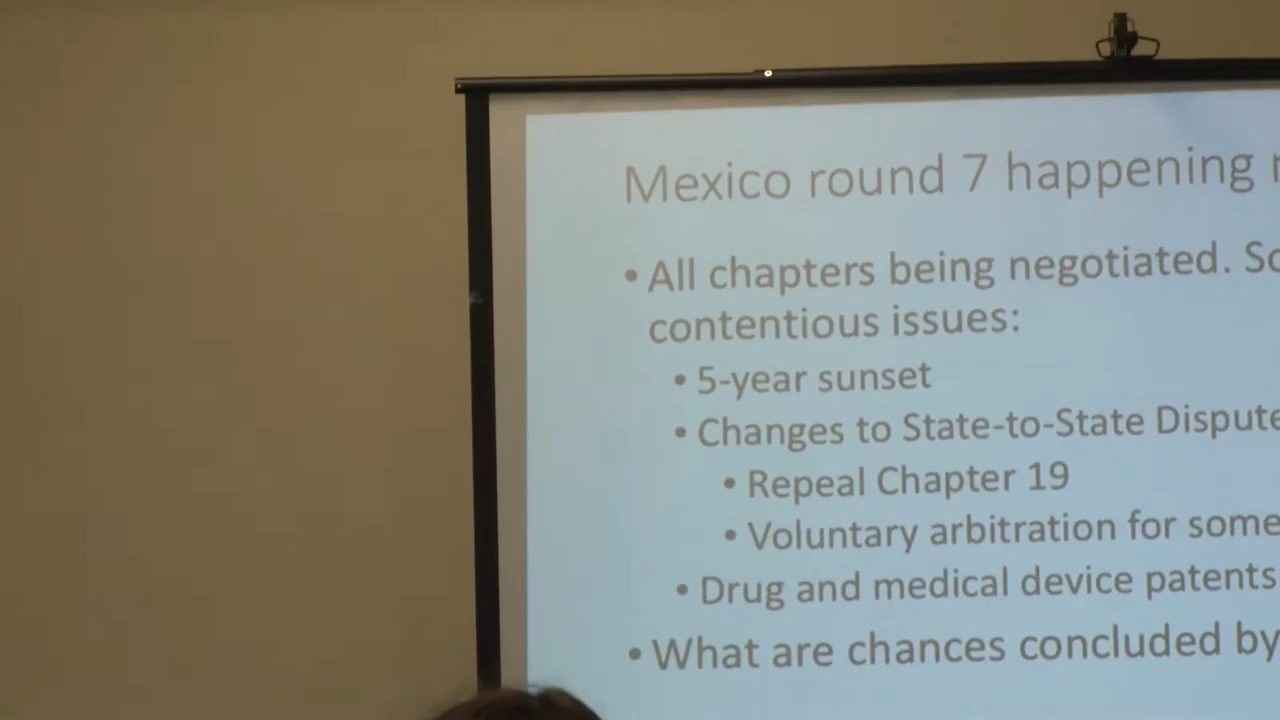 Mexico round 7 happening
• All chapters being negotiated.
contentious issues:
• 5-year sunset
• Changes to State-to-State Dispute
• Repeal Chapter 19
• Voluntary arbitration for some
• Drug and medical device patents
• What are chances concluded by